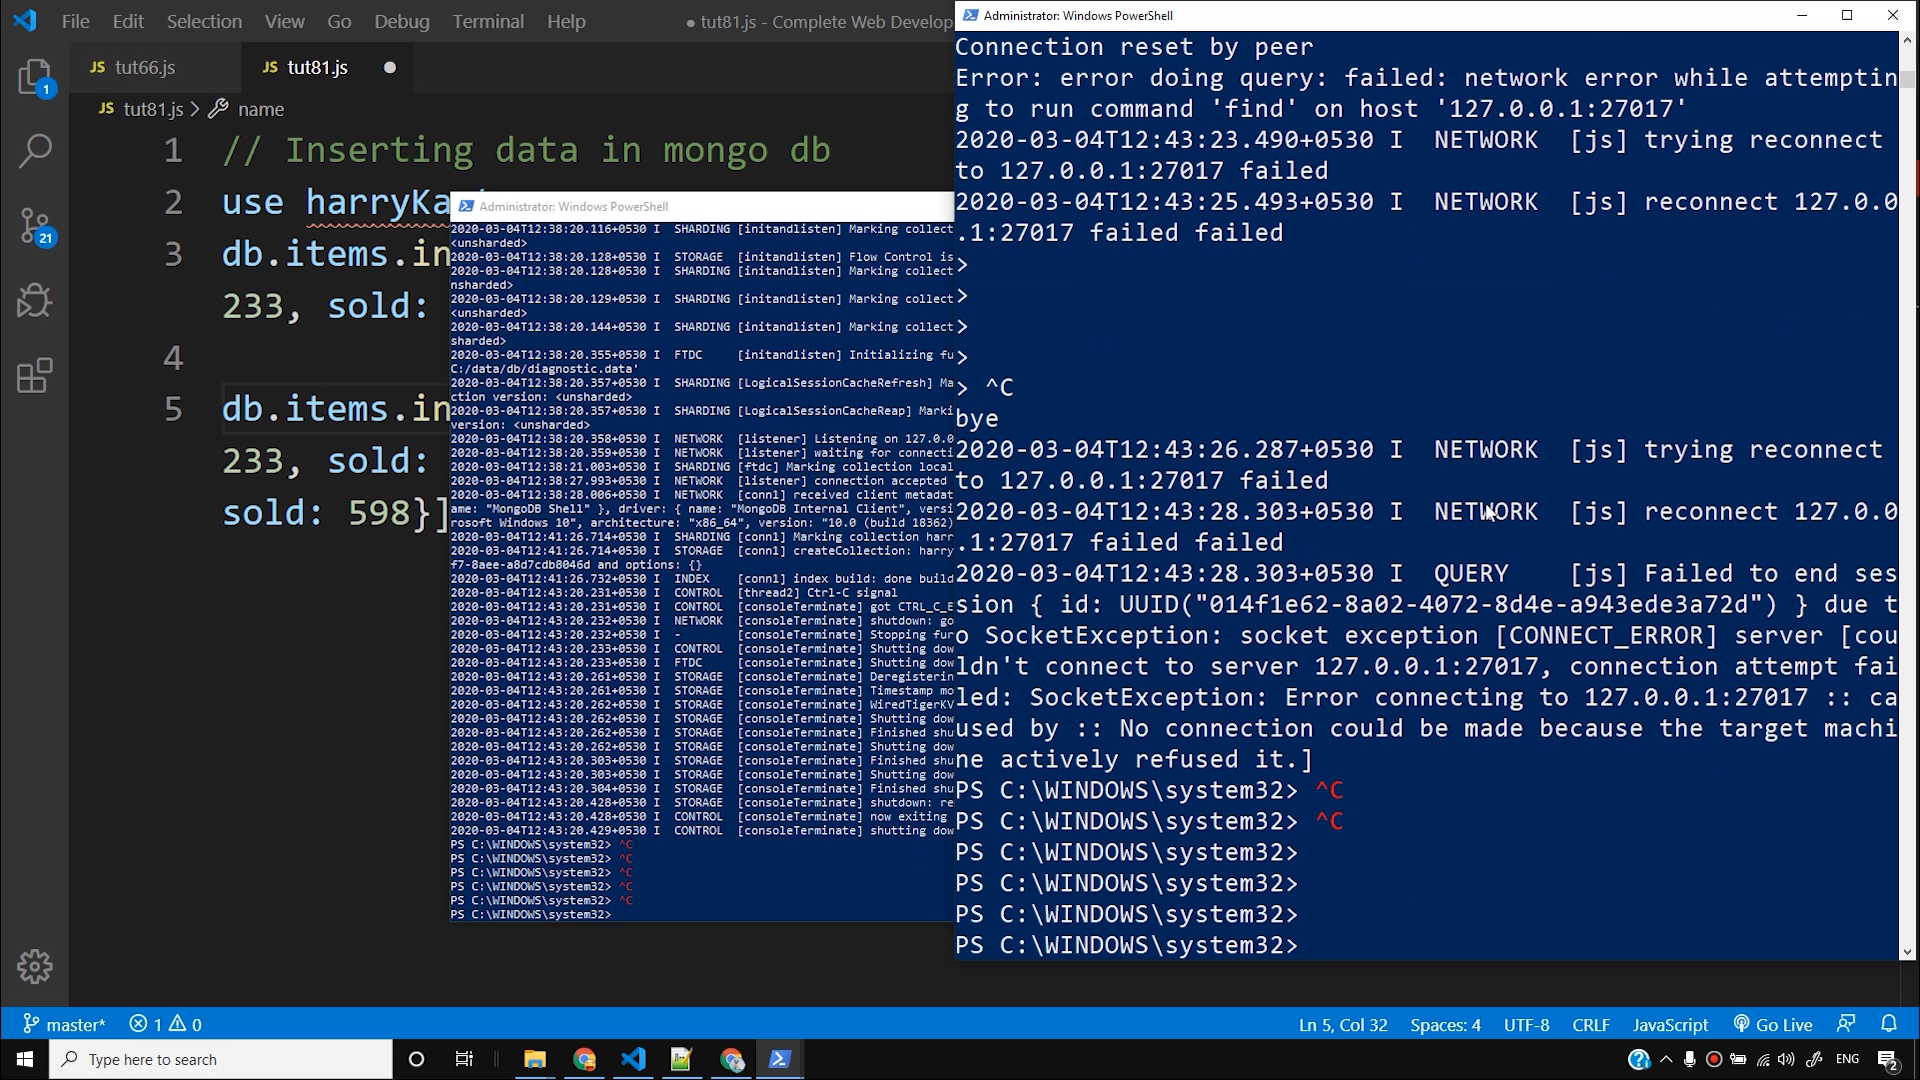 File Edit Selection View Go Debug Terminal Help
● tut81.js - Complete Web Develop
JS tut66.js
JS tut81.js ●
JS tut81.js > name
1 // Inserting data in mongo db
2 use harryKa
3 db.items.in
233, sold:
4
5 db.items.in
233, sold:
sold: 598}]
1
21
Administrator: Windows PowerShell
2020-03-04T12:38:20.116+0530 I SHARDING [initandlisten] Marking collect
<unsharded>
2020-03-04T12:38:20.128+0530 I STORAGE [initandlisten] Flow Control is
2020-03-04T12:38:20.128+0530 I SHARDING [initandlisten] Marking collect
nsharded>
2020-03-04T12:38:20.129+0530 I SHARDING [initandlisten] Marking collect
<unsharded>
2020-03-04T12:38:20.144+0530 I SHARDING [initandlisten] Marking collect
sharded>
2020-03-04T12:38:20.355+0530 I FTDC [initandlisten] Initializing fu
C:/data/db/diagnostic.data'
2020-03-04T12:38:20.357+0530 I SHARDING [LogicalSessionCacheRefresh] Ma
ction version: <unsharded>
2020-03-04T12:38:20.357+0530 I SHARDING [LogicalSessionCacheReap] Marki
version: <unsharded>
2020-03-04T12:38:20.358+0530 I NETWORK [listener] Listening on 127.0.0
2020-03-04T12:38:20.359+0530 I NETWORK [listener] waiting for connecti
2020-03-04T12:38:21.003+0530 I SHARDING [ftdc] Marking collection local
2020-03-04T12:38:27.993+0530 I NETWORK [listener] connection accepted
2020-03-04T12:38:28.006+0530 I NETWORK [conn1] received client metadat
ame: "MongoDB Shell" }, driver: { name: "MongoDB Internal Client", versi
rosoft Windows 10", architecture: "x86_64", version: "10.0 (build 18362)
2020-03-04T12:41:26.714+0530 I SHARDING [conn1] Marking collection harr
2020-03-04T12:41:26.714+0530 I STORAGE [conn1] createCollection: harry
f7-8aee-a8d7cdb8046d and options: {}
2020-03-04T12:41:26.732+0530 I INDEX [conn1] index build: done build
2020-03-04T12:43:20.231+0530 I CONTROL [thread2] Ctrl-C signal
2020-03-04T12:43:20.231+0530 I CONTROL [consoleTerminate] got CTRL_C_E
2020-03-04T12:43:20.232+0530 I NETWORK [consoleTerminate] shutdown: go
2020-03-04T12:43:20.232+0530 I - [consoleTerminate] Stopping fur
2020-03-04T12:43:20.233+0530 I CONTROL [consoleTerminate] Shutting dow
2020-03-04T12:43:20.233+0530 I FTDC [consoleTerminate] Shutting dow
2020-03-04T12:43:20.261+0530 I STORAGE [consoleTerminate] Deregisterin
2020-03-04T12:43:20.261+0530 I STORAGE [consoleTerminate] Timestamp mo
2020-03-04T12:43:20.262+0530 I STORAGE [consoleTerminate] WiredTigerKV
2020-03-04T12:43:20.262+0530 I STORAGE [consoleTerminate] Shutting dow
2020-03-04T12:43:20.262+0530 I STORAGE [consoleTerminate] Finished shu
2020-03-04T12:43:20.262+0530 I STORAGE [consoleTerminate] Shutting dow
2020-03-04T12:43:20.303+0530 I STORAGE [consoleTerminate] Finished shu
2020-03-04T12:43:20.303+0530 I STORAGE [consoleTerminate] Shutting dow
2020-03-04T12:43:20.304+0530 I STORAGE [consoleTerminate] Finished shu
2020-03-04T12:43:20.428+0530 I STORAGE [consoleTerminate] shutdown: re
2020-03-04T12:43:20.428+0530 I CONTROL [consoleTerminate] now exiting
2020-03-04T12:43:20.429+0530 I CONTROL [consoleTerminate] shutting dow
PS C:\WINDOWS\system32> ^C
PS C:\WINDOWS\system32> ^C
PS C:\WINDOWS\system32> ^C
PS C:\WINDOWS\system32> ^C
PS C:\WINDOWS\system32> ^C
PS C:\WINDOWS\system32>
Administrator: Windows PowerShell
Connection reset by peer
Error: error doing query: failed: network error while attemptin
g to run command 'find' on host '127.0.0.1:27017'
2020-03-04T12:43:23.490+0530 I NETWORK [js] trying reconnect
to 127.0.0.1:27017 failed
2020-03-04T12:43:25.493+0530 I NETWORK [js] reconnect 127.0.0
.1:27017 failed failed
>
>
>
>
> ^C
bye
2020-03-04T12:43:26.287+0530 I NETWORK [js] trying reconnect
to 127.0.0.1:27017 failed
2020-03-04T12:43:28.303+0530 I NETWORK [js] reconnect 127.0.0
.1:27017 failed failed
2020-03-04T12:43:28.303+0530 I QUERY [js] Failed to end ses
sion { id: UUID("014f1e62-8a02-4072-8d4e-a943ede3a72d") } due t
o SocketException: socket exception [CONNECT_ERROR] server [cou
ldn't connect to server 127.0.0.1:27017, connection attempt fai
led: SocketException: Error connecting to 127.0.0.1:27017 :: ca
used by :: No connection could be made because the target machi
ne actively refused it.]
PS C:\WINDOWS\system32> ^C
PS C:\WINDOWS\system32> ^C
PS C:\WINDOWS\system32>
PS C:\WINDOWS\system32>
PS C:\WINDOWS\system32>
PS C:\WINDOWS\system32>
master* 1 0
Ln 5, Col 32 Spaces: 4 UTF-8 CRLF JavaScript Go Live
Type here to search
ENG
2